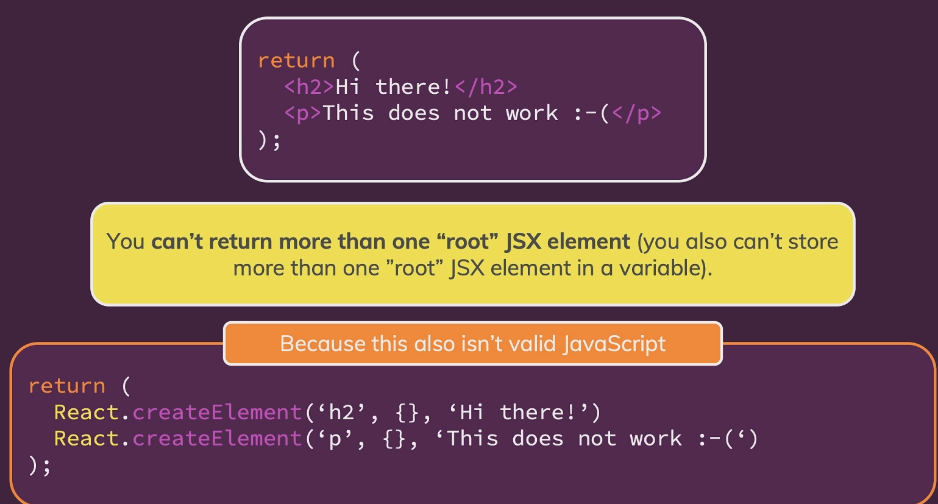 return (
  <h2>Hi there!</h2>
  <p>This does not work :-(</p>
);
You can’t return more than one “root” JSX element (you also can’t store
more than one ”root” JSX element in a variable).
Because this also isn’t valid JavaScript
return (
  React.createElement(‘h2’, {}, ‘Hi there!’)
  React.createElement(‘p’, {}, ‘This does not work :-(‘)
);